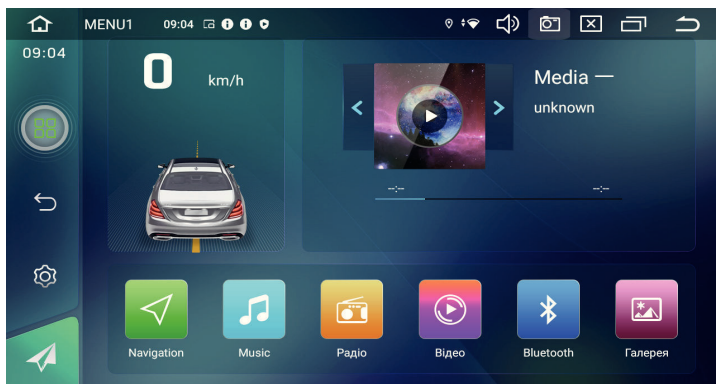 MENU1 09:04
09:04
0 km/h
Media —
unknown
--:-- --:--
Navigation Music Радіо Відео Bluetooth Галерея